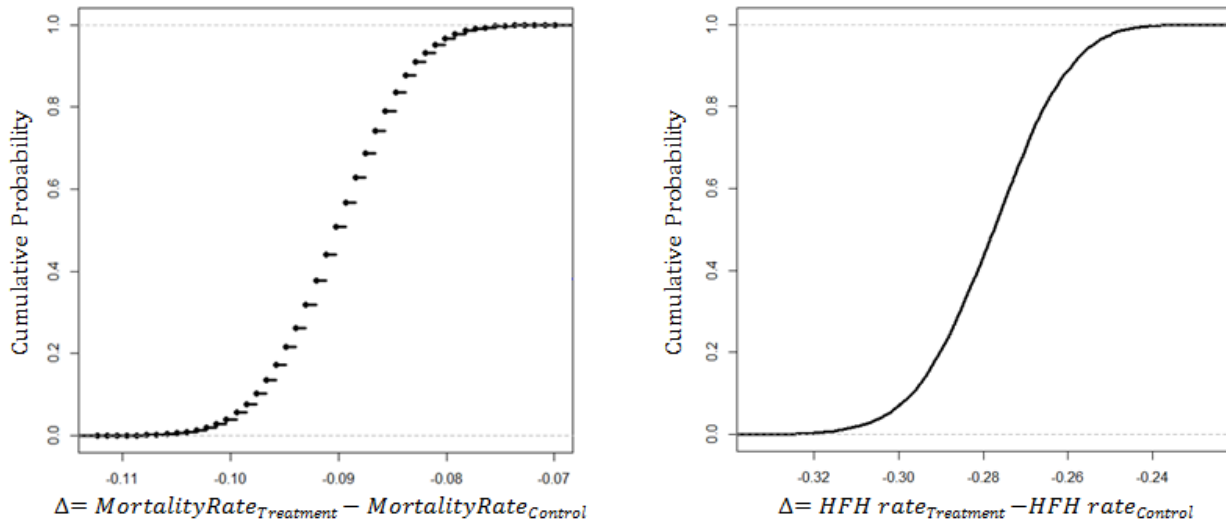 Cumulative Probability
1.0
0.8
0.6
0.4
0.2
0.0
-0.11 -0.10 -0.09 -0.08 -0.07
Δ= MortalityRate_Treatment − MortalityRate_Control
Cumulative Probability
1.0
0.8
0.6
0.4
0.2
0.0
-0.32 -0.30 -0.28 -0.26 -0.24
Δ= HFH rate_Treatment −HFH rate_Control